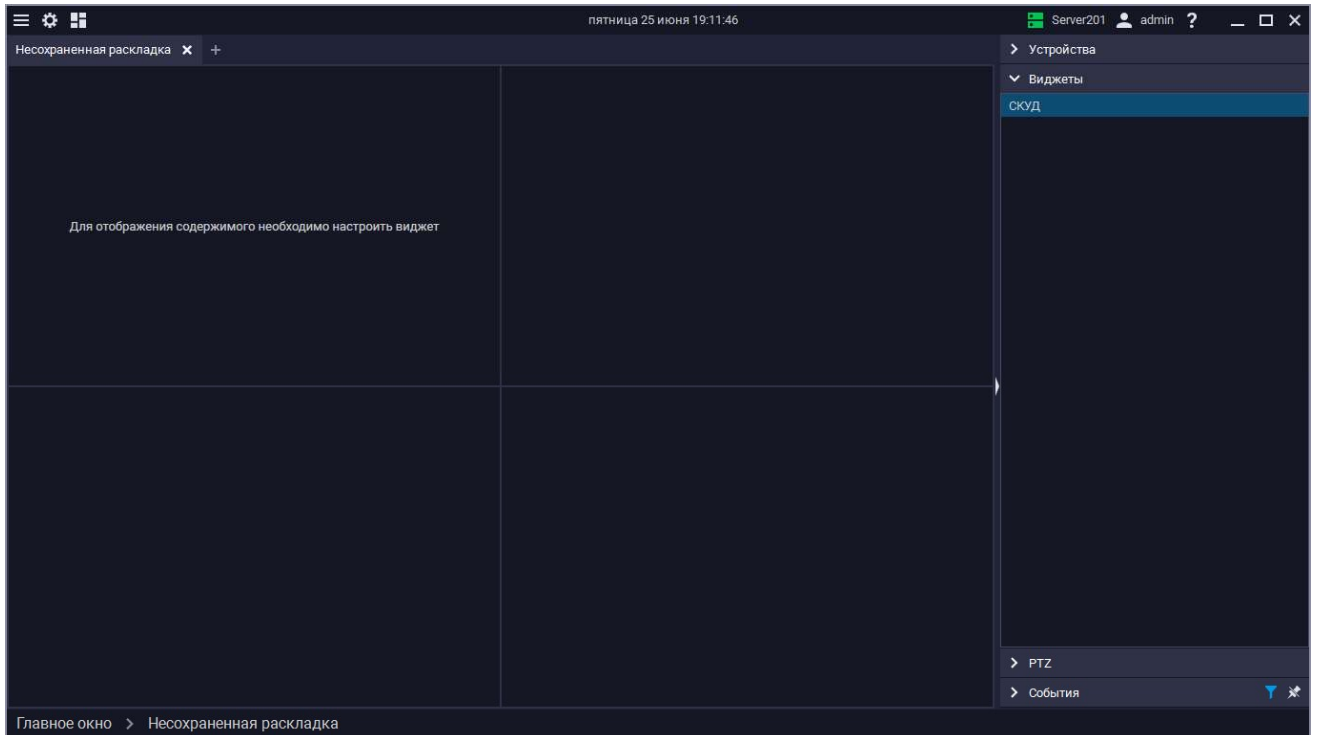 пятница 25 июня 19:11:46
Server201 admin ?
Несохраненная раскладка
Устройства
Виджеты
СКУД
Для отображения содержимого необходимо настроить виджет
PTZ
События
Главное окно > Несохраненная раскладка